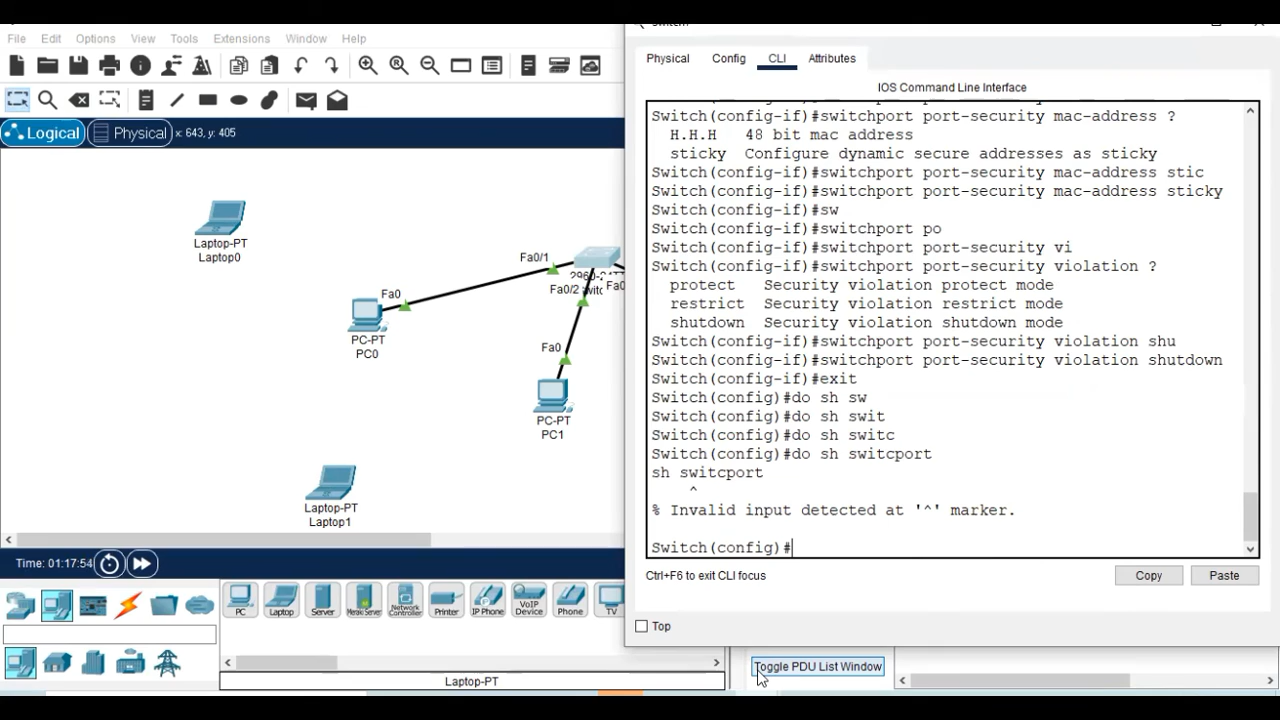 File Edit Options View Tools Extensions Window Help
Logical Physical x: 643, y: 405
Laptop-PT
Laptop0
Fa0/1
Fa0
Fa0/2
PC-PT
PC0
Fa0
PC-PT
PC1
Laptop-PT
Laptop1
Time: 01:17:54
PC Laptop Server Meraki Server Network Controller Printer IP Phone VoIP Device Phone TV
Laptop-PT
Physical Config CLI Attributes
IOS Command Line Interface
Switch(config-if)#switchport port-security mac-address ?
H.H.H 48 bit mac address
sticky Configure dynamic secure addresses as sticky
Switch(config-if)#switchport port-security mac-address stic
Switch(config-if)#switchport port-security mac-address sticky
Switch(config-if)#sw
Switch(config-if)#switchport po
Switch(config-if)#switchport port-security vi
Switch(config-if)#switchport port-security violation ?
protect Security violation protect mode
restrict Security violation restrict mode
shutdown Security violation shutdown mode
Switch(config-if)#switchport port-security violation shu
Switch(config-if)#switchport port-security violation shutdown
Switch(config-if)#exit
Switch(config)#do sh sw
Switch(config)#do sh swit
Switch(config)#do sh switc
Switch(config)#do sh switcport
sh switcport
^
% Invalid input detected at '^' marker.
Switch(config)#
Ctrl+F6 to exit CLI focus
Copy Paste
Top
Toggle PDU List Window